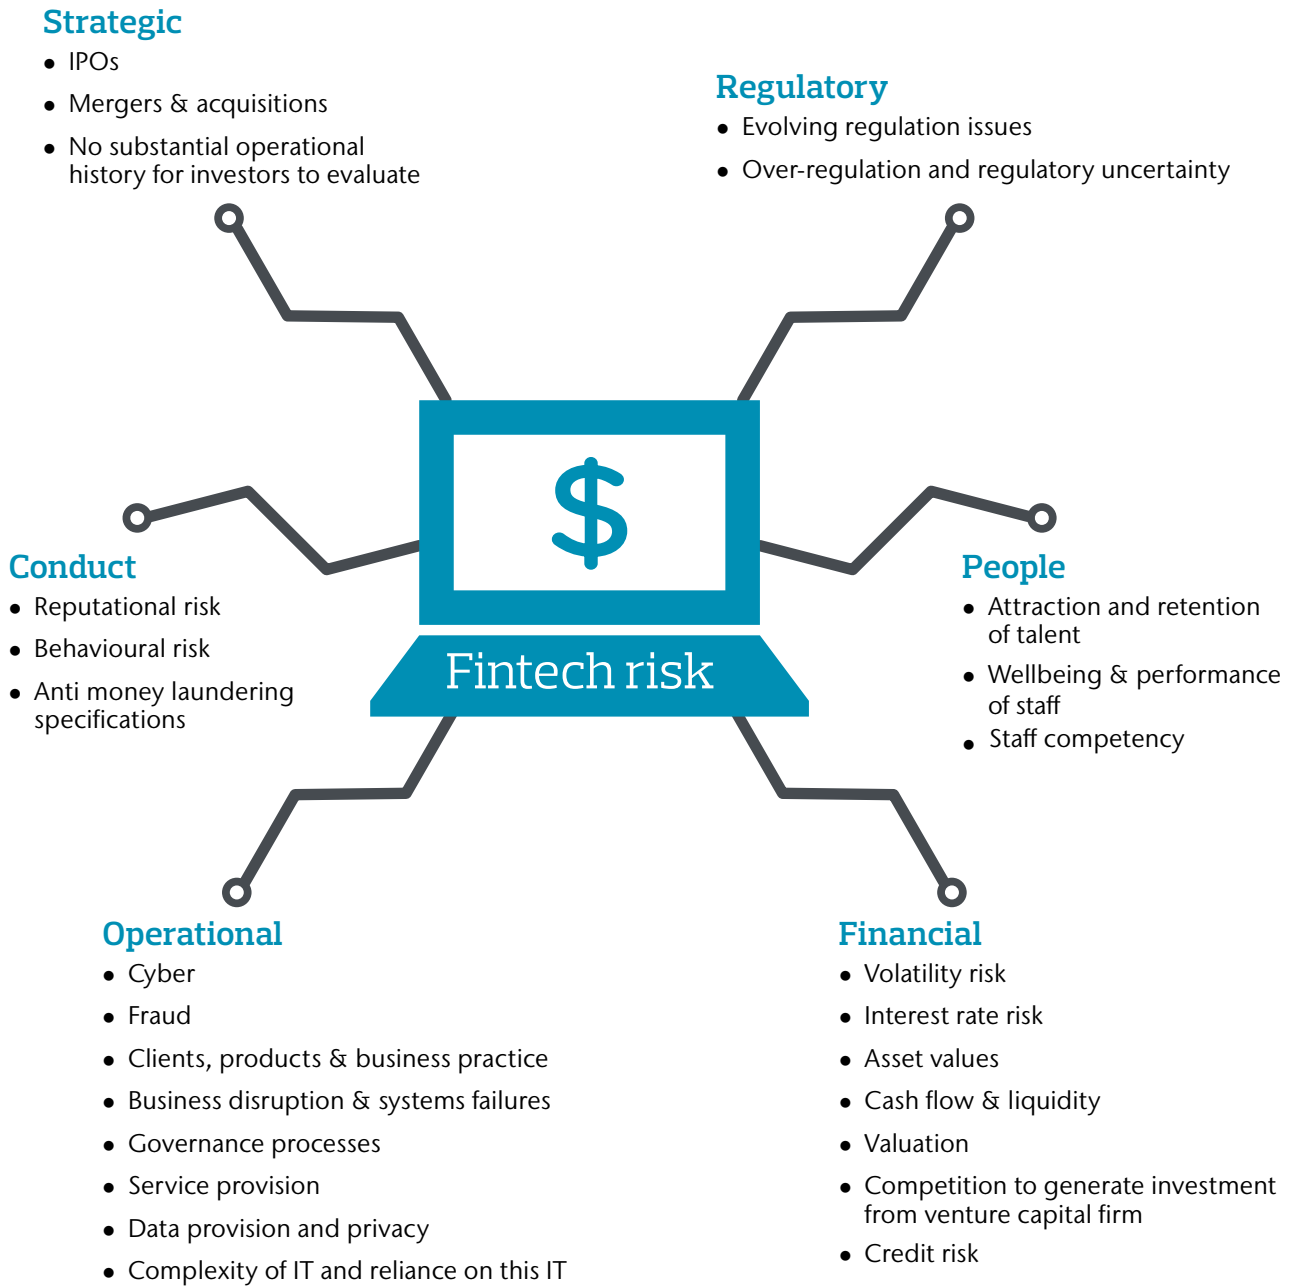 Strategic
• IPOs
• Mergers & acquisitions
• No substantial operational
history for investors to evaluate
Regulatory
• Evolving regulation issues
• Over-regulation and regulatory uncertainty
$
Fintech risk
Conduct
• Reputational risk
• Behavioural risk
• Anti money laundering
specifications
People
• Attraction and retention
of talent
• Wellbeing & performance
of staff
• Staff competency
Operational
• Cyber
• Fraud
• Clients, products & business practice
• Business disruption & systems failures
• Governance processes
• Service provision
• Data provision and privacy
• Complexity of IT and reliance on this IT
Financial
• Volatility risk
• Interest rate risk
• Asset values
• Cash flow & liquidity
• Valuation
• Competition to generate investment
from venture capital firm
• Credit risk